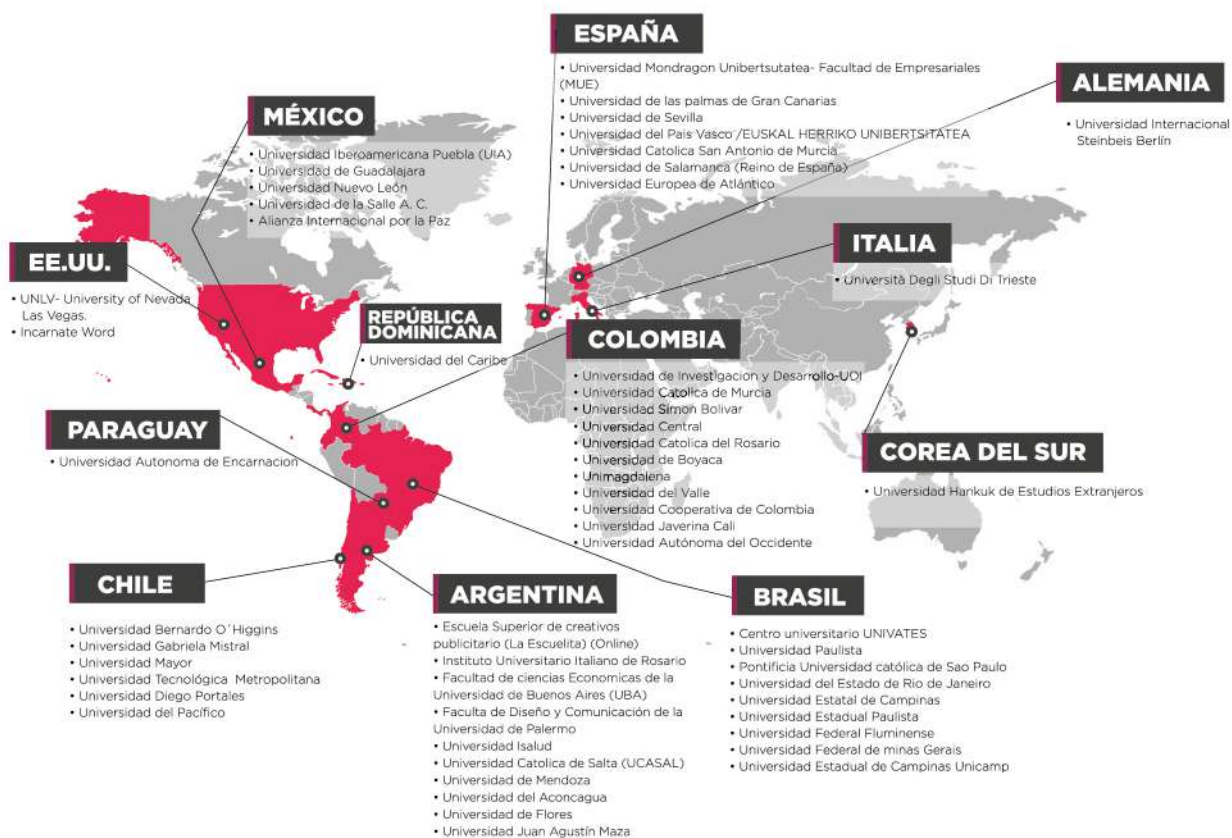 ESPAÑA
• Universidad Mondragon Unibertsutatea- Facultad de Empresariales
(MUE)
• Universidad de las palmas de Gran Canarias
• Universidad de Sevilla
• Universidad del Pais Vasco /EUSKAL HERRIKO UNIBERTSITATEA
• Universidad Catolica San Antonio de Murcia
• Universidad de Salamanca (Reino de España)
• Universidad Europea de Atlántico
ALEMANIA
• Universidad Internacional
Steinbeis Berlín
MÉXICO
• Universidad Iberoamericana Puebla (UIA)
• Universidad de Guadalajara
• Universidad Nuevo León
• Universidad de la Salle A. C.
• Alianza Internacional por la Paz
ITALIA
• Università Degli Studi Di Trieste
EE.UU.
• UNLV- University of Nevada
Las Vegas.
• Incarnate Word
REPÚBLICA
DOMINICANA
• Universidad del Caribe
COLOMBIA
• Universidad de Investigacion y Desarrollo-UOI
• Universidad Catolica de Murcia
• Universidad Simon Bolivar
• Universidad Central
• Universidad Catolica del Rosario
• Universidad de Boyaca
• Unimagdalena
• Universidad del Valle
• Universidad Cooperativa de Colombia
• Universidad Javerina Cali
• Universidad Autónoma del Occidente
PARAGUAY
• Universidad Autonoma de Encarnacion
COREA DEL SUR
• Universidad Hankuk de Estudios Extranjeros
CHILE
• Universidad Bernardo O´Higgins
• Universidad Gabriela Mistral
• Universidad Mayor
• Universidad Tecnológica Metropolitana
• Universidad Diego Portales
• Universidad del Pacífico
ARGENTINA
• Escuela Superior de creativos
publicitario (La Escuelita) (Online)
• Instituto Universitario Italiano de Rosario
• Facultad de ciencias Economicas de la
Universidad de Buenos Aires (UBA)
• Faculta de Diseño y Comunicación de la
Universidad de Palermo
• Universidad Isalud
• Universidad Catolica de Salta (UCASAL)
• Universidad de Mendoza
• Universidad del Aconcagua
• Universidad de Flores
• Universidad Juan Agustín Maza
BRASIL
• Centro universitario UNIVATES
• Universidad Paulista
• Pontificia Universidad católica de Sao Paulo
• Universidad del Estado de Rio de Janeiro
• Universidad Estatal de Campinas
• Universidad Estadual Paulista
• Universidad Federal Fluminense
• Universidad Federal de minas Gerais
• Universidad Estadual de Campinas Unicamp